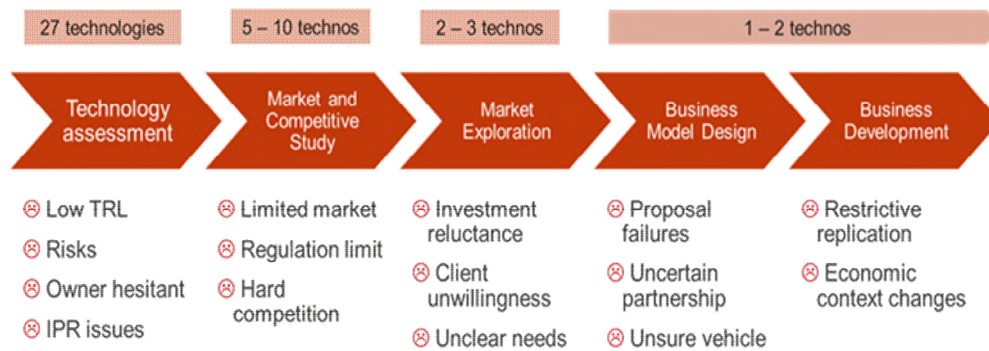 27 technologies
5 – 10 technos
2 – 3 technos
1 – 2 technos
Technology
assessment
Market and
Competitive
Study
Market
Exploration
Business
Model Design
Business
Development
Low TRL
Risks
Owner hesitant
IPR issues
Limited market
Regulation limit
Hard
competition
Investment
reluctance
Client
unwillingness
Unclear needs
Proposal
failures
Uncertain
partnership
Unsure vehicle
Restrictive
replication
Economic
context changes